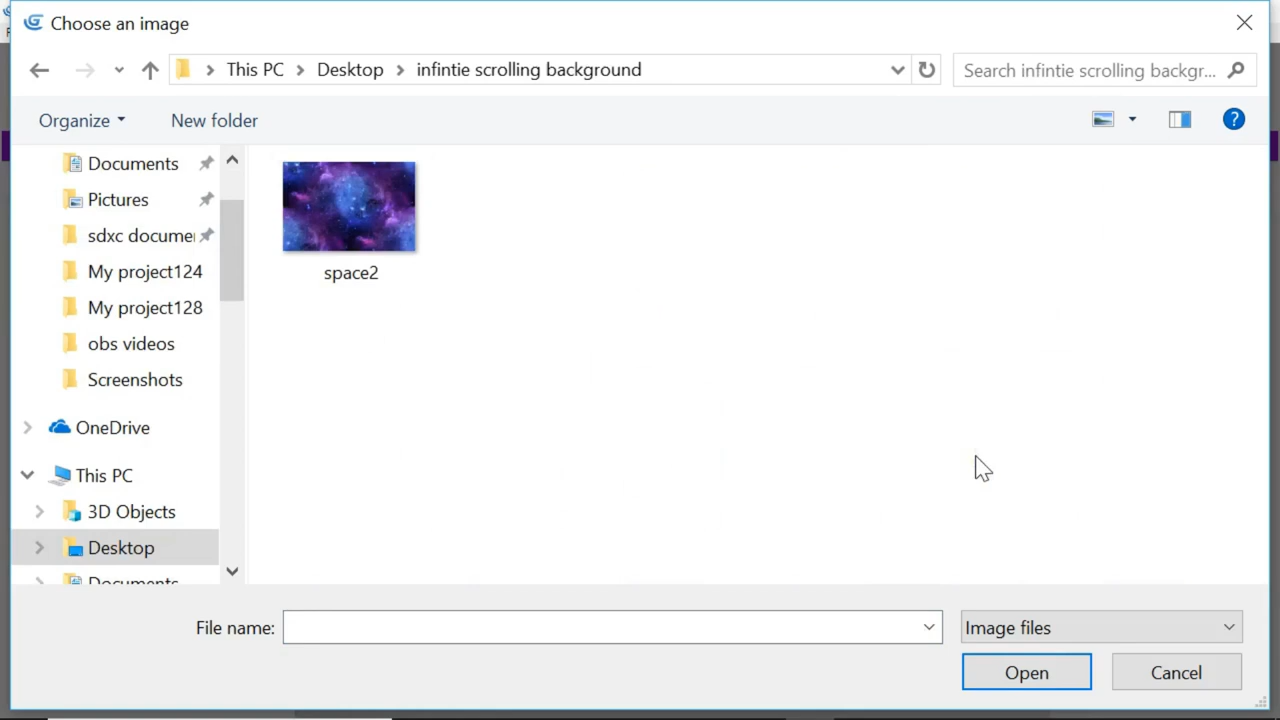 Choose an image
This PC
Desktop
infintie scrolling background
Search infintie scrolling backgr...
Organize
New folder
Documents
Pictures
sdxc docume
My project124
My project128
obs videos
Screenshots
OneDrive
This PC
3D Objects
Desktop
Documents
space2
File name:
Image files
Open
Cancel